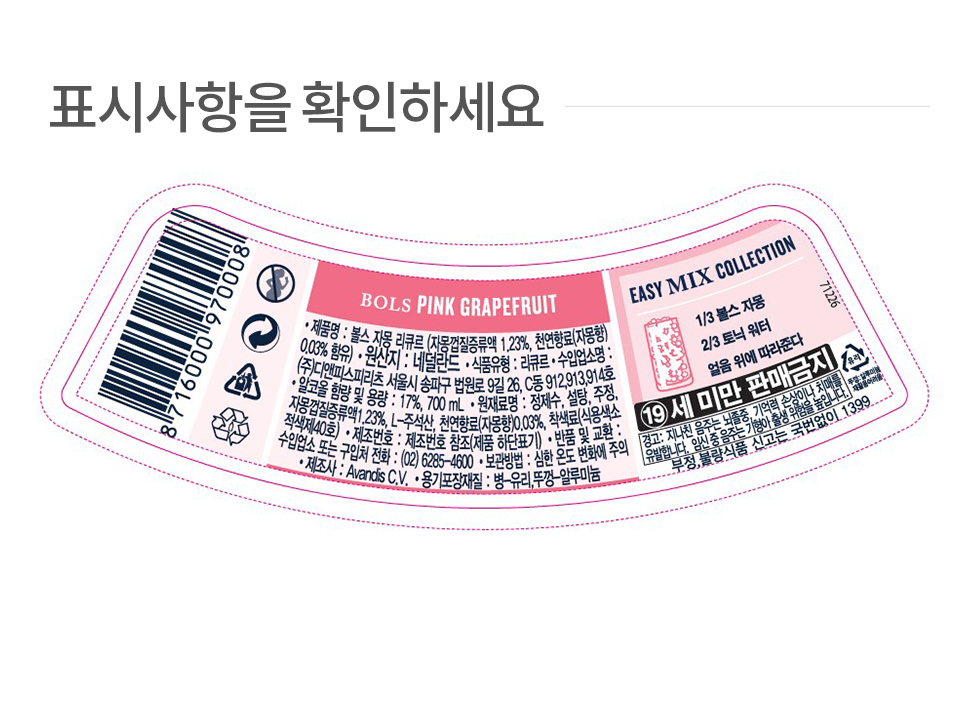 표시사항을 확인하세요
8 716000 970008
BOLS PINK GRAPEFRUIT
• 제품명 : 볼스 자몽 리큐르 (자몽껍질증류액 1.23%, 천연향료(자몽향)
0.03% 함유) • 원산지 : 네덜란드 • 식품유형 : 리큐르 • 수입업소명 :
(주)디앤피스피리츠 서울시 송파구 법원로 9길 26, C동 912,913,914호
• 알코올 함량 및 용량 : 17%, 700 mL • 원재료명 : 정제수, 설탕, 주정,
자몽껍질증류액1.23%, L-주석산, 천연향료(자몽향)0.03%, 착색료(식용색소
적색제40호) • 제조번호 : 제조번호 참조(제품 하단표기) • 반품 및 교환 :
수입업소 또는 구입처 전화 : (02) 6285-4600 • 보관방법 : 심한 온도 변화에 주의
• 제조사 : Avandis C.V. • 용기포장재질 : 병-유리,뚜껑-알루미늄
EASY MIX COLLECTION
71226
1/3 볼스 자몽
2/3 토닉 워터
얼음 위에 따라준다
19 세 미만 판매금지
경고: 지나친 음주는 뇌졸중, 기억력 손상이나 치매를
유발합니다. 임신 중 음주는 기형아 출생 위험을 높입니다.
부정,불량식품 신고는 국번없이 1399
유리